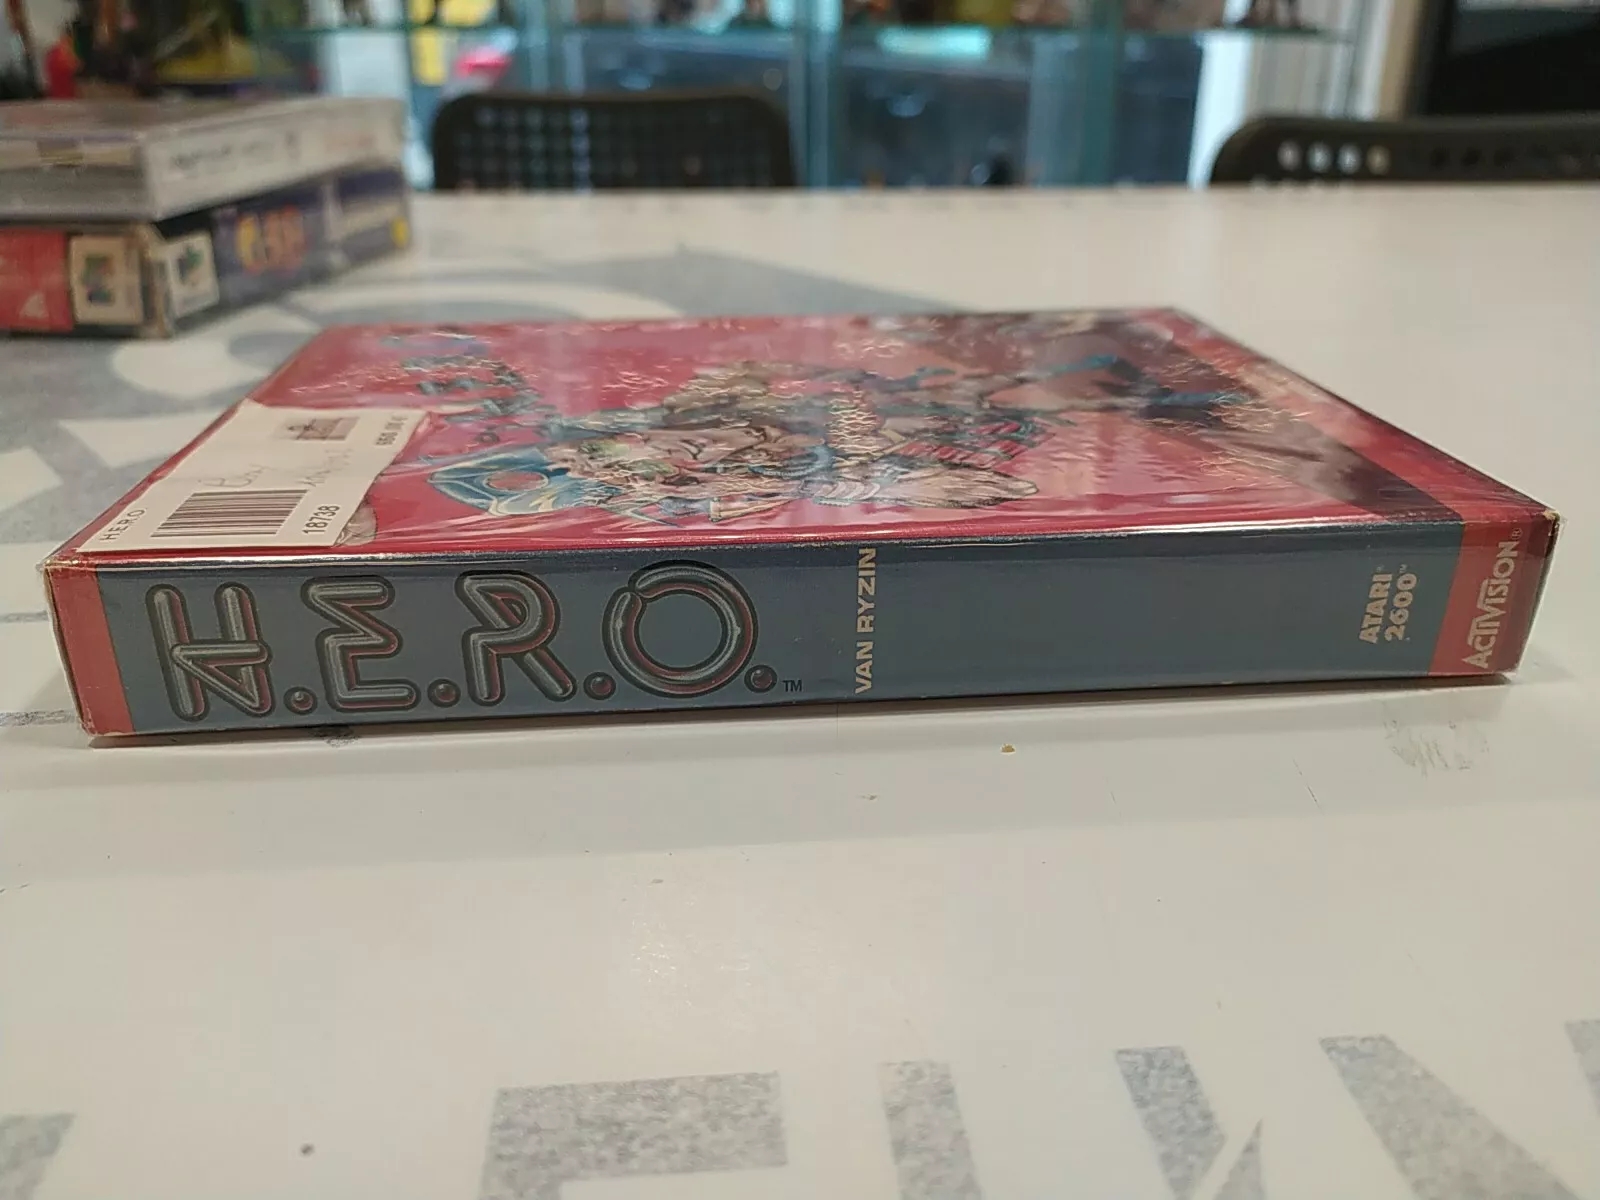 H.E.R.O.™
VAN RYZIN
ATARI®
2600™
ACTIVISION®
HERO
18738